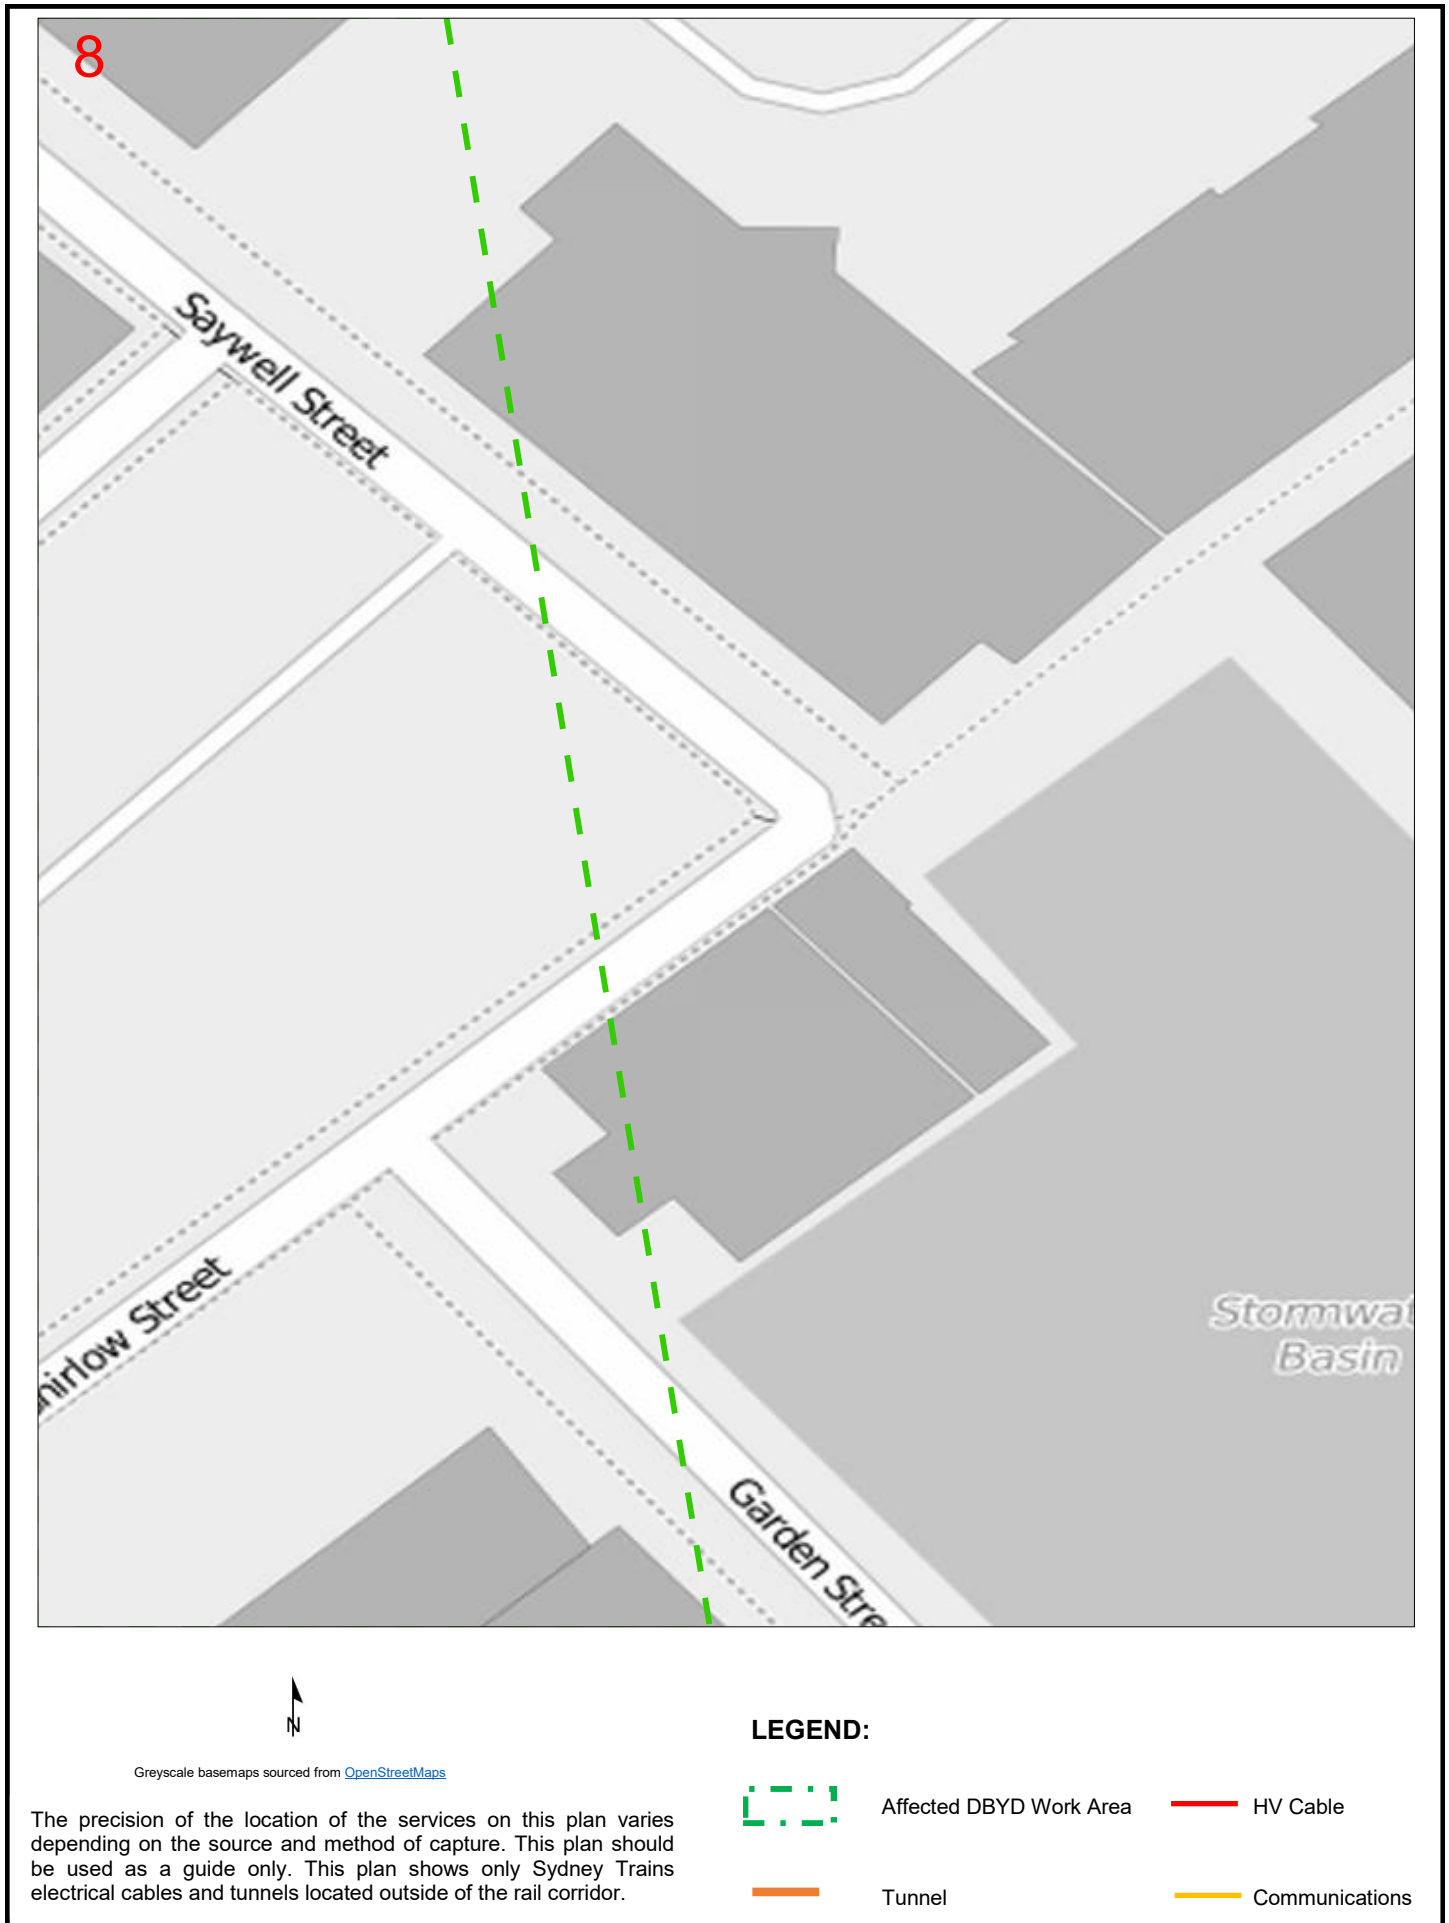 8
Saywell Street
Street
Garden
Basin
N
Greyscale basemaps sourced from OpenStreetMaps
The precision of the location of the services on this plan varies
depending on the source and method of capture. This plan should
be used as a guide only. This plan shows only Sydney Trains
electrical cables and tunnels located outside of the rail corridor.
LEGEND:
Affected DBYD Work Area
HV Cable
Tunnel
Communications